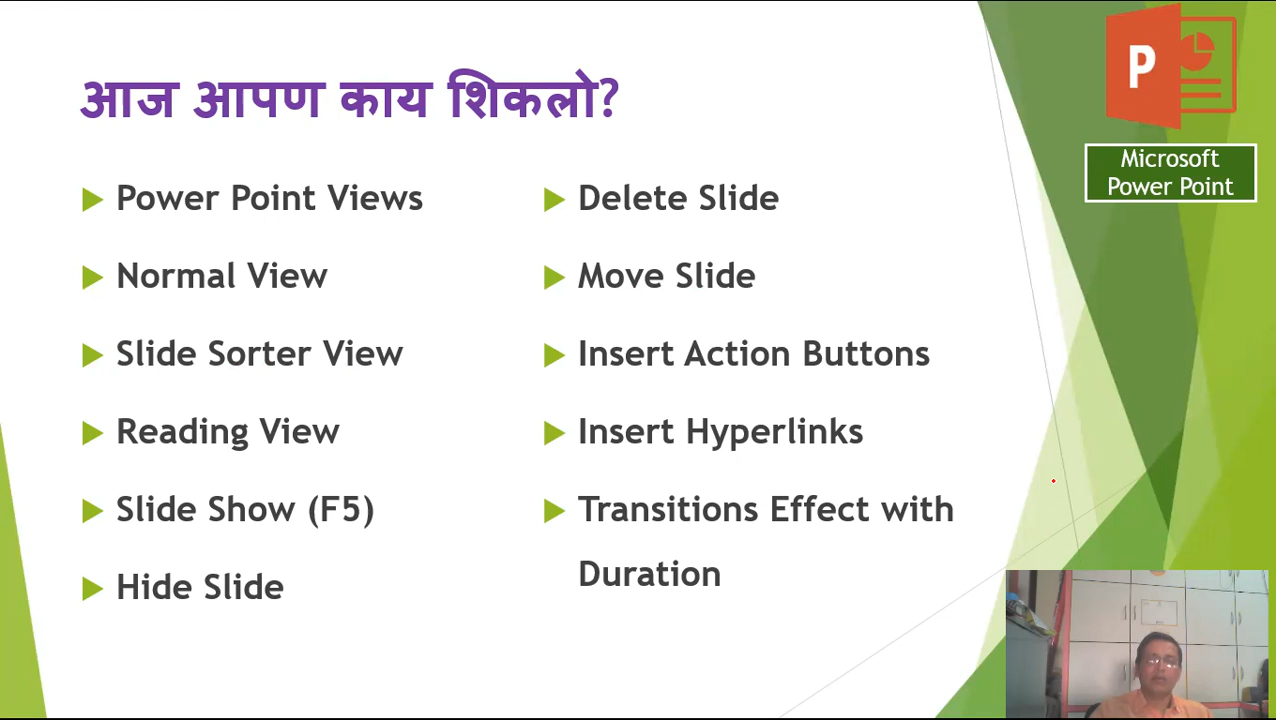 आज आपण काय शिकलो?
Power Point Views
Normal View
Slide Sorter View
Reading View
Slide Show (F5)
Hide Slide
Delete Slide
Move Slide
Insert Action Buttons
Insert Hyperlinks
Transitions Effect with
Duration
P
Microsoft
Power Point